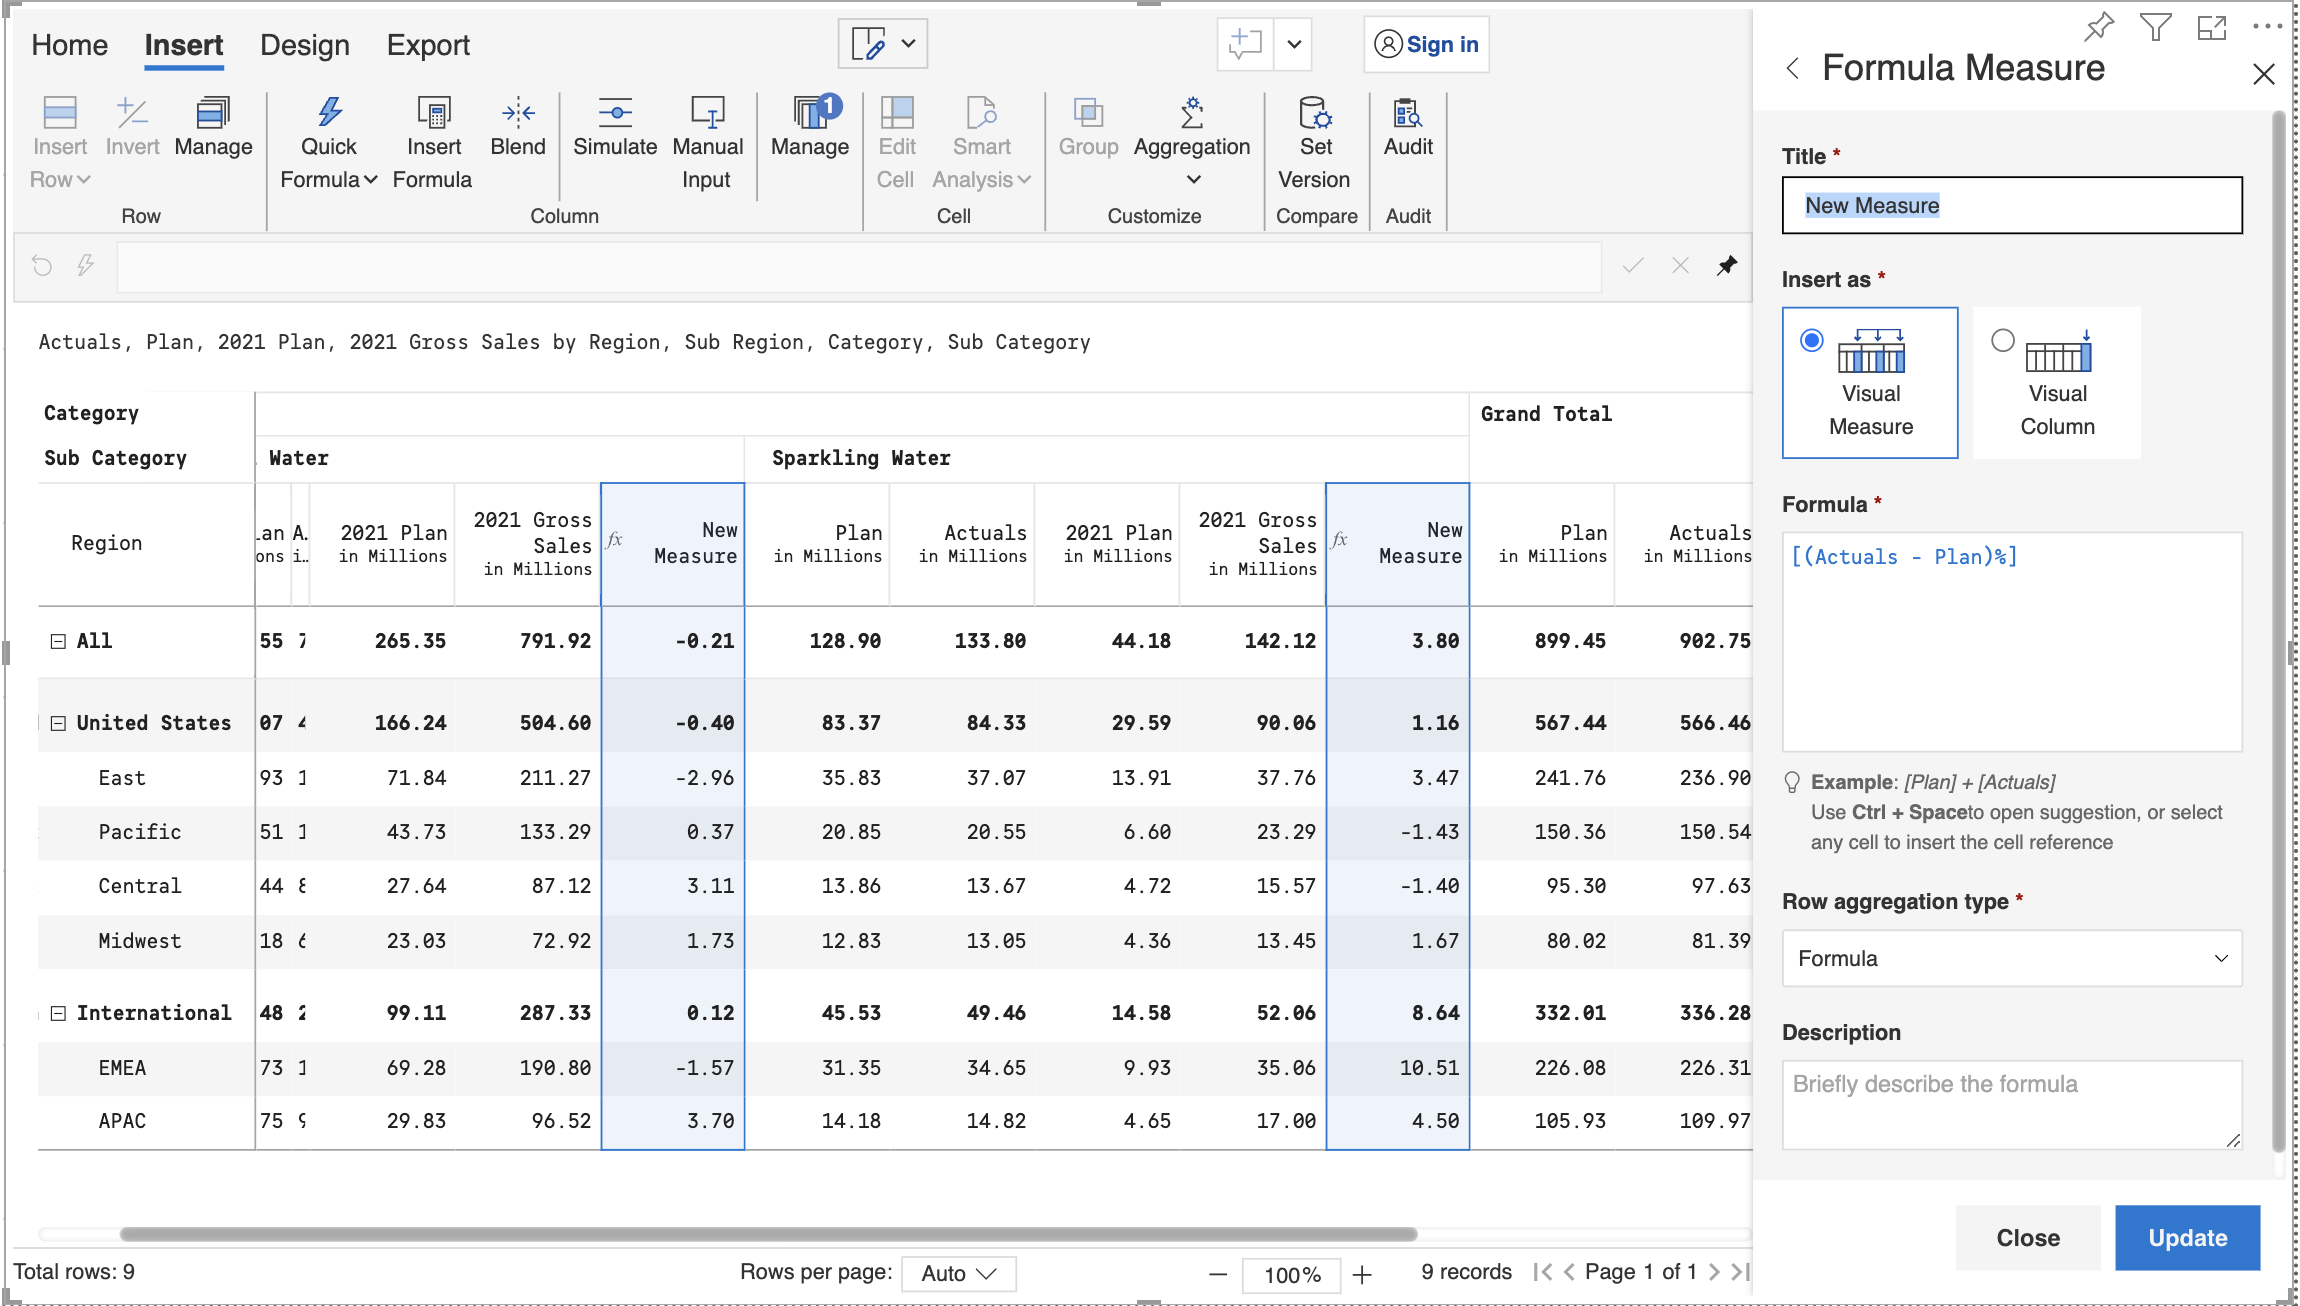 Home Insert Design Export Sign in
Formula Measure
Insert Row Invert Manage Quick Formula Insert Formula Blend Simulate Manual Input 1 Manage Edit Cell Smart Analysis Group Aggregation Set Version Audit
Row Column Cell Customize Compare Audit
Actuals, Plan, 2021 Plan, 2021 Gross Sales by Region, Sub Region, Category, Sub Category
Category Grand Total
Sub Category Water Sparkling Water
Region 2021 Plan in Millions 2021 Gross Sales in Millions fx New Measure Plan in Millions Actuals in Millions 2021 Plan in Millions 2021 Gross Sales in Millions fx New Measure Plan in Millions Actuals in Millions
All 55 7 265.35 791.92 -0.21 128.90 133.80 44.18 142.12 3.80 899.45 902.75
United States 07 4 166.24 504.60 -0.40 83.37 84.33 29.59 90.06 1.16 567.44 566.46
East 93 1 71.84 211.27 -2.96 35.83 37.07 13.91 37.76 3.47 241.76 236.90
Pacific 51 1 43.73 133.29 0.37 20.85 20.55 6.60 23.29 -1.43 150.36 150.54
Central 44 27.64 87.12 3.11 13.86 13.67 4.72 15.57 -1.40 95.30 97.63
Midwest 18 23.03 72.92 1.73 12.83 13.05 4.36 13.45 1.67 80.02 81.39
International 48 2 99.11 287.33 0.12 45.53 49.46 14.58 52.06 8.64 332.01 336.28
EMEA 73 1 69.28 190.80 -1.57 31.35 34.65 9.93 35.06 10.51 226.08 226.31
APAC 75 29.83 96.52 3.70 14.18 14.82 4.65 17.00 4.50 105.93 109.97
Total rows: 9 Rows per page: Auto 100% 9 records Page 1 of 1
Title *
New Measure
Insert as *
Visual Measure
Visual Column
Formula *
[(Actuals - Plan)%]
Example: [Plan] + [Actuals]
Use Ctrl + Spaceto open suggestion, or select
any cell to insert the cell reference
Row aggregation type *
Formula
Description
Briefly describe the formula
Close Update